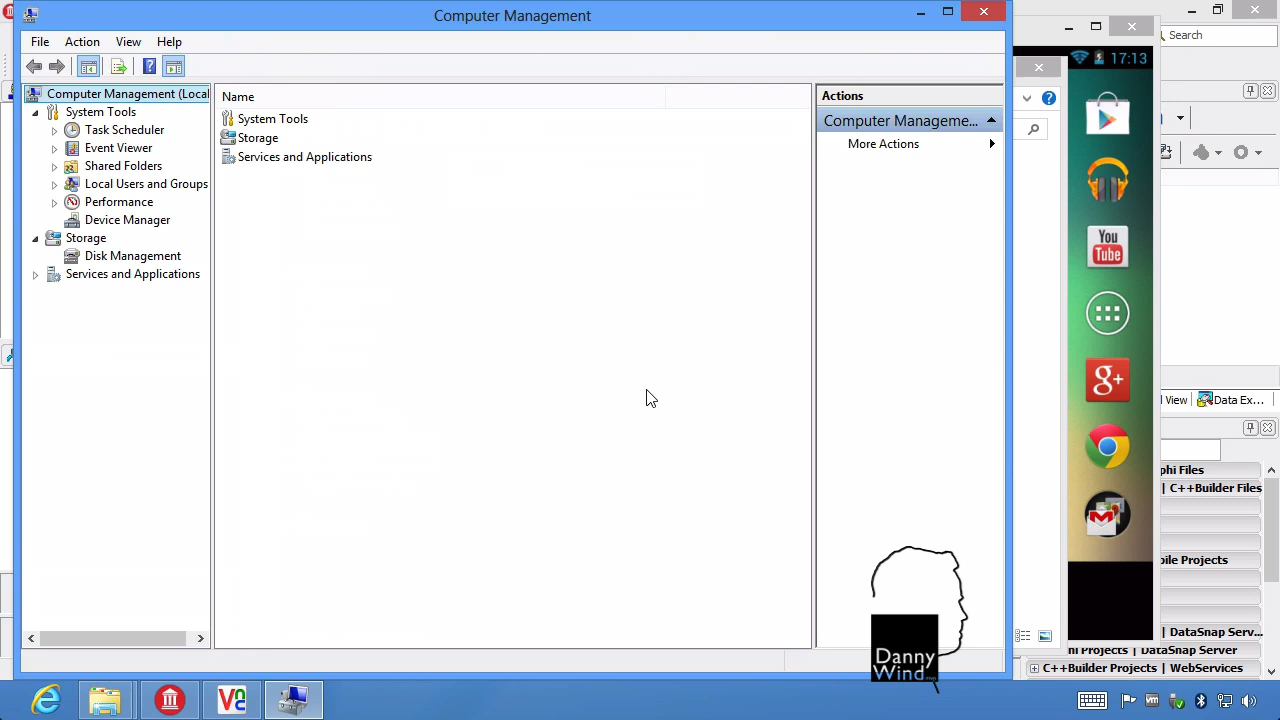 Computer Management
File Action View Help
Computer Management (Local
System Tools
Task Scheduler
Event Viewer
Shared Folders
Local Users and Groups
Performance
Device Manager
Storage
Disk Management
Services and Applications
Name
System Tools
Storage
Services and Applications
Actions
Computer Manageme...
More Actions
Search
17:13
You
Tube
g+
View
Data Ex...
phi Files
| C++Builder Files
bile Projects
| DataSnap Serv...
hi Projects | DataSnap Server
C++Builder Projects | WebServices
Danny
Wind